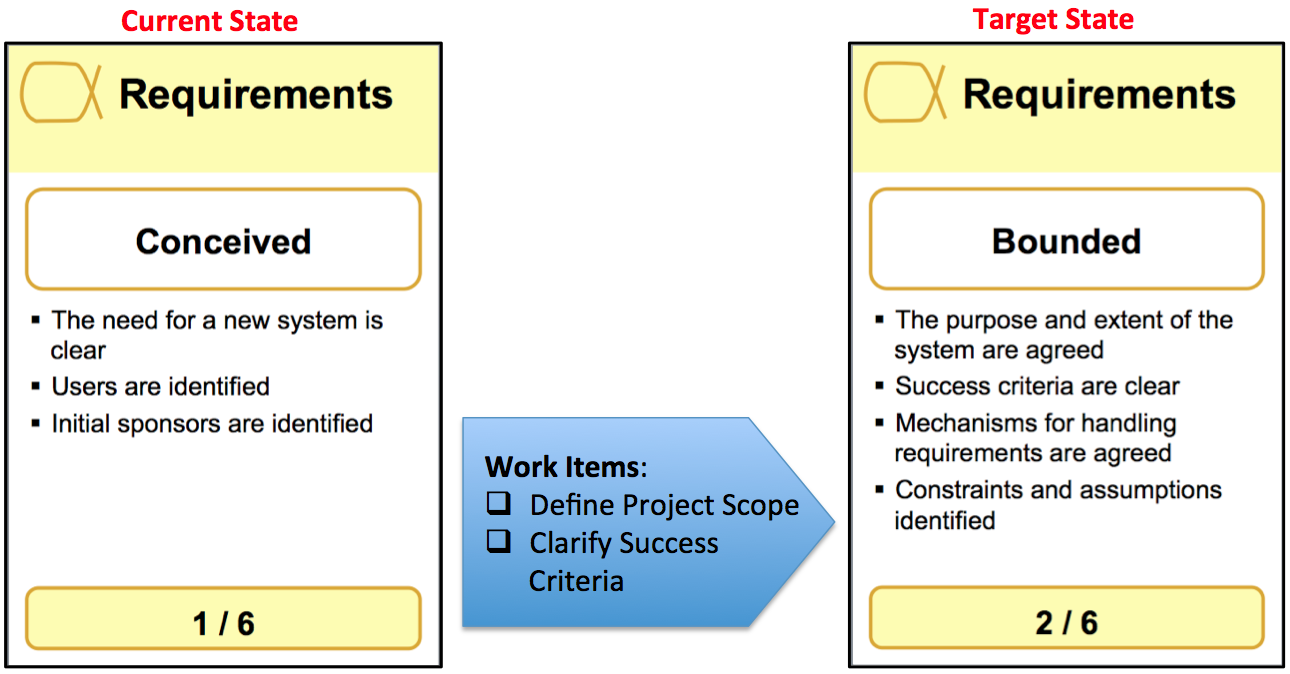 Current State
Requirements
Conceived
▪ The need for a new system is
clear
▪ Users are identified
▪ Initial sponsors are identified
1 / 6
Work Items:
❑ Define Project Scope
❑ Clarify Success
Criteria
Target State
Requirements
Bounded
▪ The purpose and extent of the
system are agreed
▪ Success criteria are clear
▪ Mechanisms for handling
requirements are agreed
▪ Constraints and assumptions
identified
2 / 6